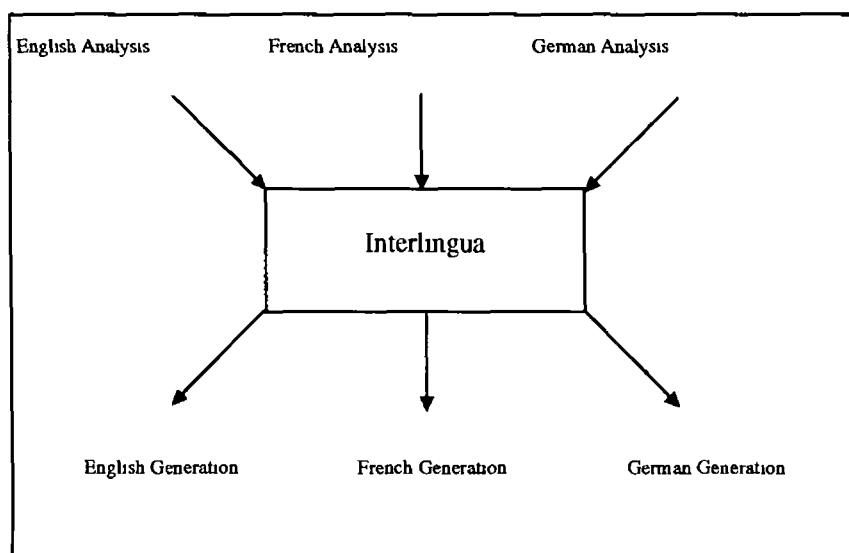 English Analysis French Analysis German Analysis
Interlingua
English Generation French Generation German Generation